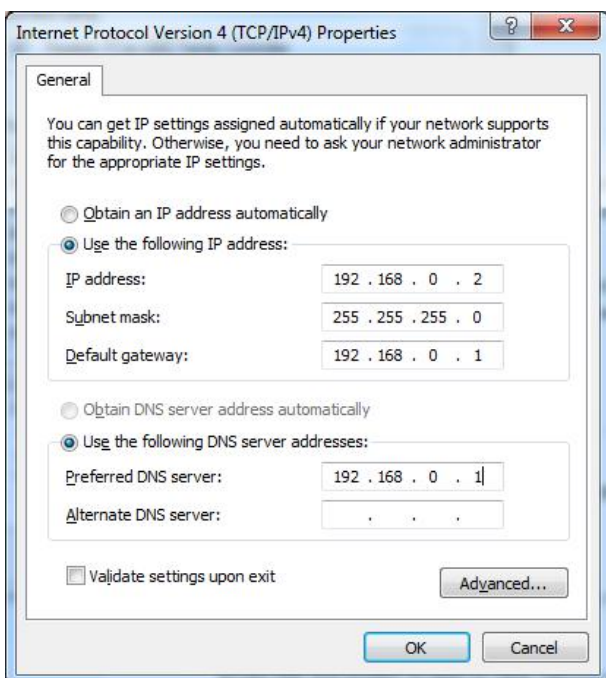 Internet Protocol Version 4 (TCP/IPv4) Properties
?
General
You can get IP settings assigned automatically if your network supports
this capability. Otherwise, you need to ask your network administrator
for the appropriate IP settings.
Obtain an IP address automatically
Use the following IP address:
IP address: 192 . 168 . 0 . 2
Subnet mask: 255 . 255 . 255 . 0
Default gateway: 192 . 168 . 0 . 1
Obtain DNS server address automatically
Use the following DNS server addresses:
Preferred DNS server: 192 . 168 . 0 . 1
Alternate DNS server: . . .
Validate settings upon exit
Advanced...
OK Cancel